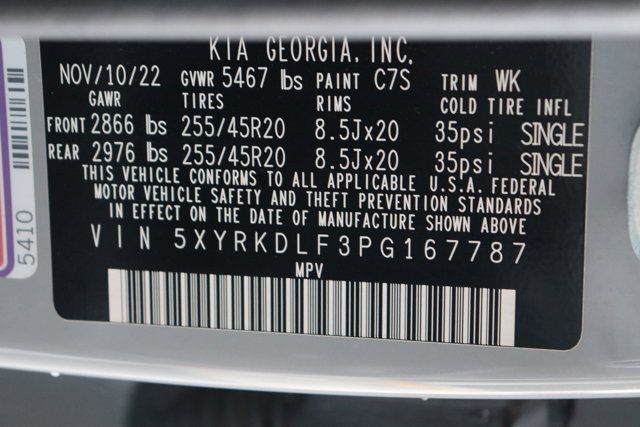 KIA GEORGIA, INC.
NOV/10/22 GVWR 5467 lbs PAINT C7S TRIM WK
GAWR TIRES RIMS COLD TIRE INFL
FRONT 2866 lbs 255/45R20 8.5Jx20 35psi SINGLE
REAR 2976 lbs 255/45R20 8.5Jx20 35psi SINGLE
THIS VEHICLE CONFORMS TO ALL APPLICABLE U.S.A. FEDERAL
MOTOR VEHICLE SAFETY AND THEFT PREVENTION STANDARDS
IN EFFECT ON THE DATE OF MANUFACTURE SHOWN ABOVE
VIN 5XYRKDLF3PG167787
MPV
5410